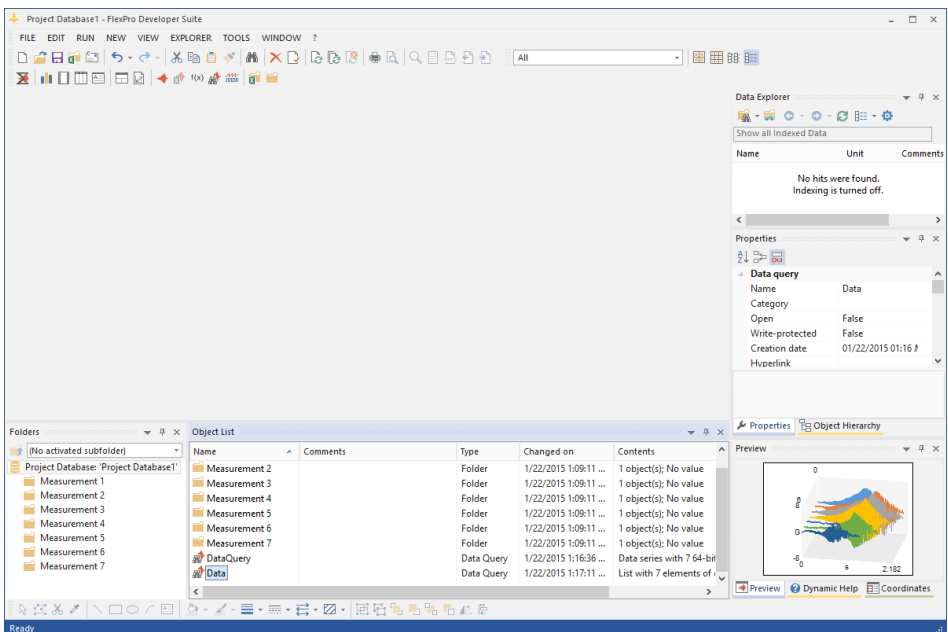 Project Database1 - FlexPro Developer Suite
FILE EDIT RUN NEW VIEW EXPLORER TOOLS WINDOW ?
All
f(x)
Data Explorer
Show all Indexed Data
Name Unit Comments
No hits were found.
Indexing is turned off.
Properties
Data query
Name Data
Category
Open False
Write-protected False
Creation date 01/22/2015 01:16
Hyperlink
Properties Object Hierarchy
Folders
(No activated subfolder)
Project Database: 'Project Database1'
Measurement 1
Measurement 2
Measurement 3
Measurement 4
Measurement 5
Measurement 6
Measurement 7
Object List
Name Comments Type Changed on Contents
Measurement 2 Folder 1/22/2015 1:09:11 ... 1 object(s); No value
Measurement 3 Folder 1/22/2015 1:09:11 ... 1 object(s); No value
Measurement 4 Folder 1/22/2015 1:09:11 ... 1 object(s); No value
Measurement 5 Folder 1/22/2015 1:09:11 ... 1 object(s); No value
Measurement 6 Folder 1/22/2015 1:09:11 ... 1 object(s); No value
Measurement 7 Folder 1/22/2015 1:09:11 ... 1 object(s); No value
DataQuery Data Query 1/22/2015 1:16:36 ... Data series with 7 64-bit
Data Data Query 1/22/2015 1:17:11 ... List with 7 elements of
Preview
0
6
G
-8
0
s
2.182
Preview Dynamic Help Coordinates
Ready